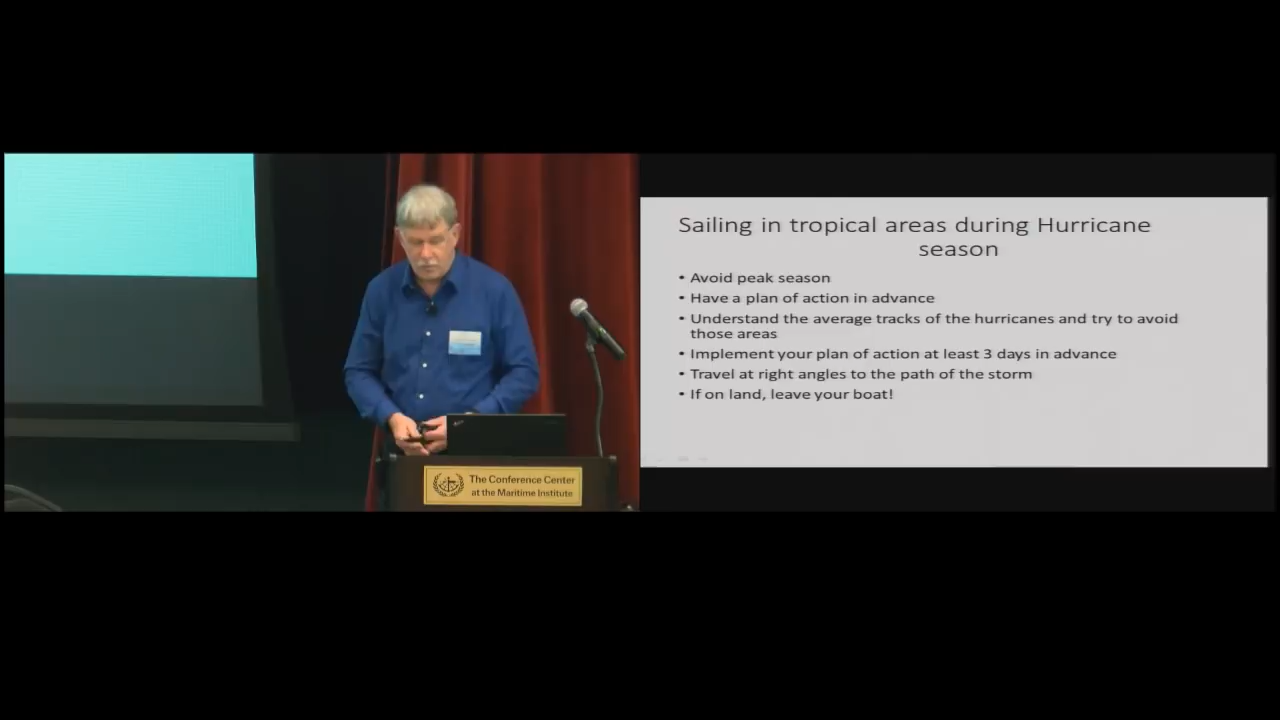 Sailing in tropical areas during Hurricane
season
• Avoid peak season
• Have a plan of action in advance
• Understand the average tracks of the hurricanes and try to avoid
those areas
• Implement your plan of action at least 3 days in advance
• Travel at right angles to the path of the storm
• If on land, leave your boat!
The Conference Center
at the Maritime Institute